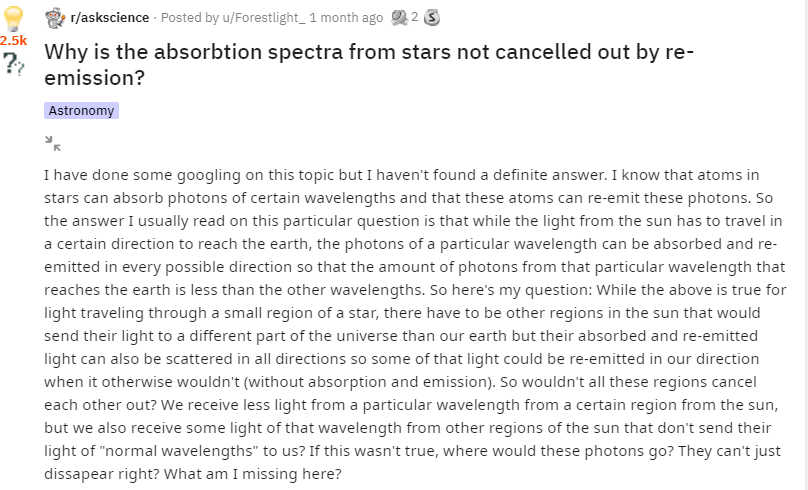 r/askscience · Posted by u/Forestlight_ 1 month ago 2 S
2.5k
Why is the absorbtion spectra from stars not cancelled out by re-
emission?
Astronomy
I have done some googling on this topic but I haven't found a definite answer. I know that atoms in
stars can absorb photons of certain wavelengths and that these atoms can re-emit these photons. So
the answer I usually read on this particular question is that while the light from the sun has to travel in
a certain direction to reach the earth, the photons of a particular wavelength can be absorbed and re-
emitted in every possible direction so that the amount of photons from that particular wavelength that
reaches the earth is less than the other wavelengths. So here's my question: While the above is true for
light traveling through a small region of a star, there have to be other regions in the sun that would
send their light to a different part of the universe than our earth but their absorbed and re-emitted
light can also be scattered in all directions so some of that light could be re-emitted in our direction
when it otherwise wouldn't (without absorption and emission). So wouldn't all these regions cancel
each other out? We receive less light from a particular wavelength from a certain region from the sun,
but we also receive some light of that wavelength from other regions of the sun that don't send their
light of "normal wavelengths" to us? If this wasn't true, where would these photons go? They can't just
dissapear right? What am I missing here?